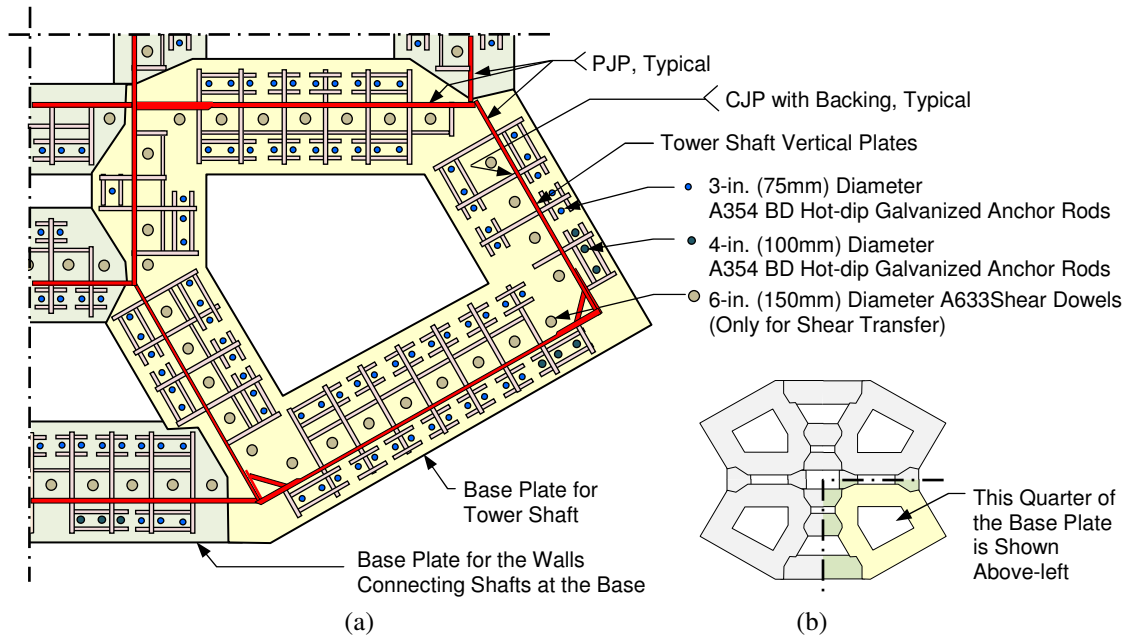 PJP, Typical
CJP with Backing, Typical
Tower Shaft Vertical Plates
3-in. (75mm) Diameter
A354 BD Hot-dip Galvanized Anchor Rods
4-in. (100mm) Diameter
A354 BD Hot-dip Galvanized Anchor Rods
6-in. (150mm) Diameter A633Shear Dowels
(Only for Shear Transfer)
Base Plate for
Tower Shaft
Base Plate for the Walls
Connecting Shafts at the Base
This Quarter of
the Base Plate
is Shown
Above-left
(a)
(b)